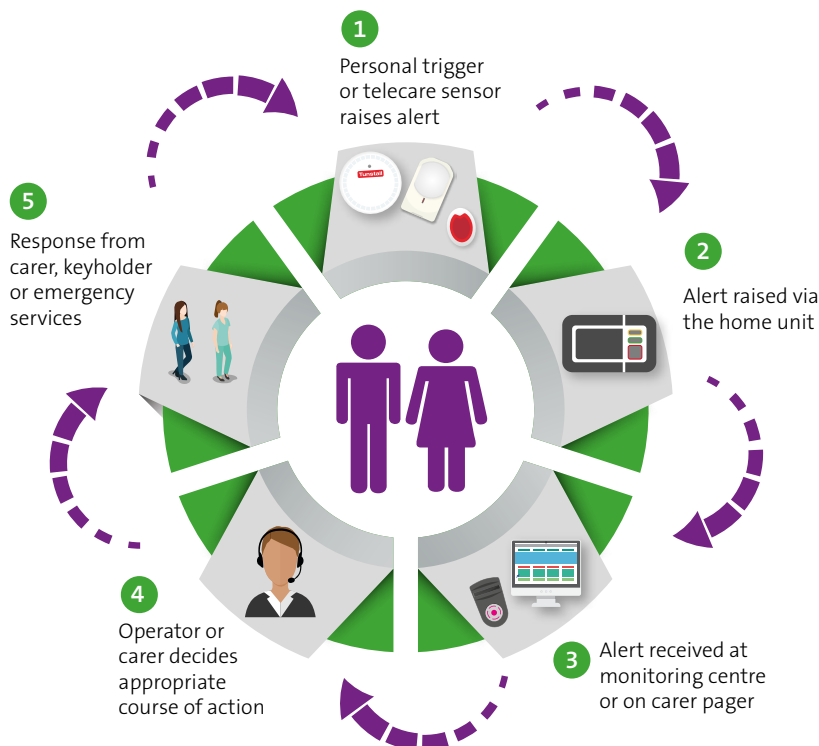 1
Personal trigger
or telecare sensor
raises alert
Tunstall
2
Alert raised via
the home unit
3
Alert received at
monitoring centre
or on carer pager
4
Operator or
carer decides
appropriate
course of action
5
Response from
carer, keyholder
or emergency
services